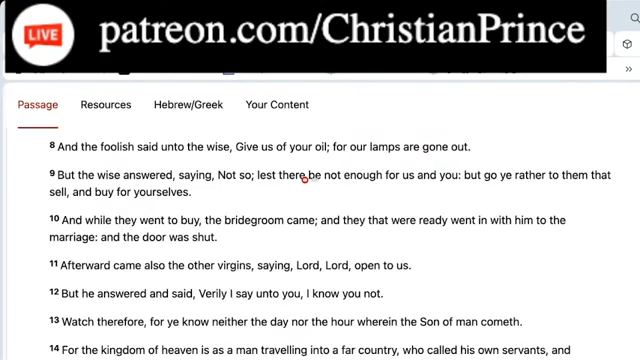 LIVE patreon.com/ChristianPrince
Passage Resources Hebrew/Greek Your Content
8 And the foolish said unto the wise, Give us of your oil; for our lamps are gone out.
9 But the wise answered, saying, Not so; lest there be not enough for us and you: but go ye rather to them that
sell, and buy for yourselves.
10 And while they went to buy, the bridegroom came; and they that were ready went in with him to the
marriage: and the door was shut.
11 Afterward came also the other virgins, saying, Lord, Lord, open to us.
12 But he answered and said, Verily I say unto you, I know you not.
13 Watch therefore, for ye know neither the day nor the hour wherein the Son of man cometh.
14 For the kingdom of heaven is as a man travelling into a far country, who called his own servants, and